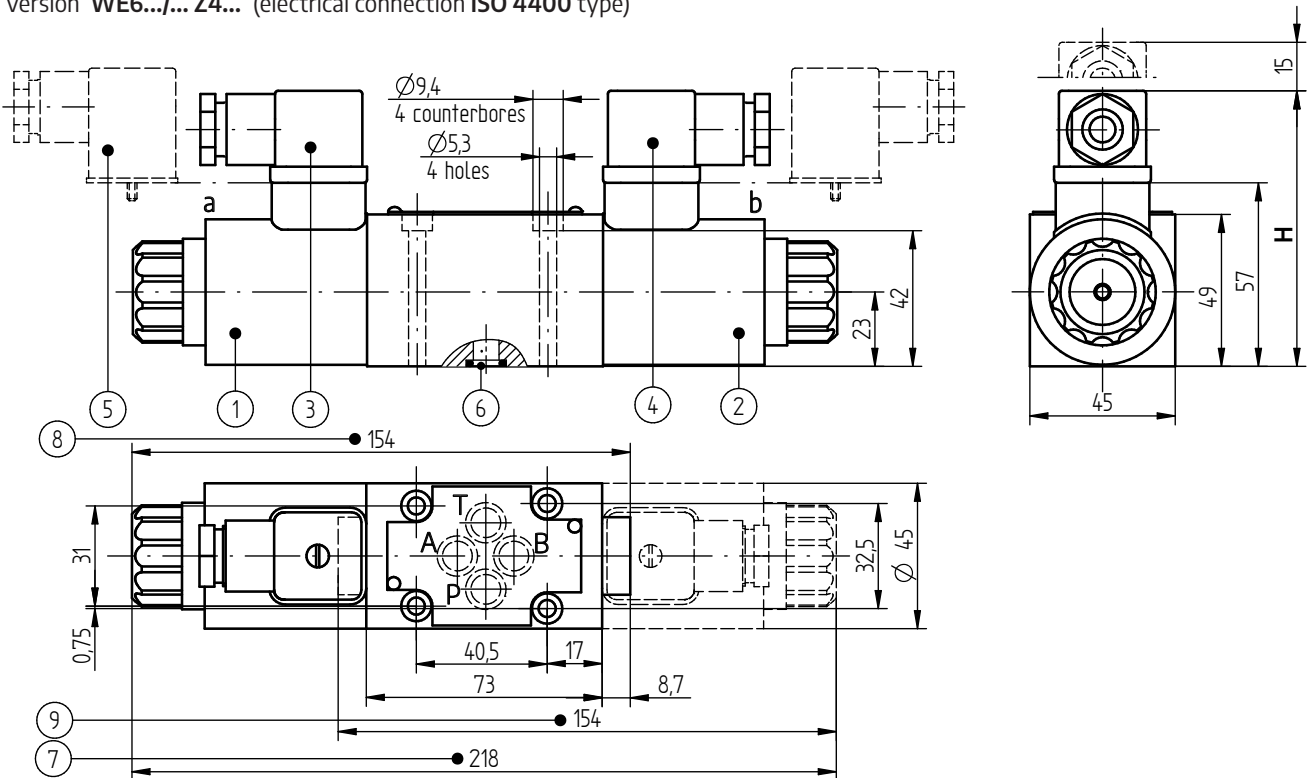 version WE6.../... Z4... (electrical connection ISO 4400 type)
Ø9,4
4 counterbores
Ø5,3
4 holes
15
a
b
H
57
49
42
23
45
5
1
3
6
4
2
8
154
T
A
B
P
31
0,75
32,5
Ø 45
40,5
17
73
8,7
9
154
7
218